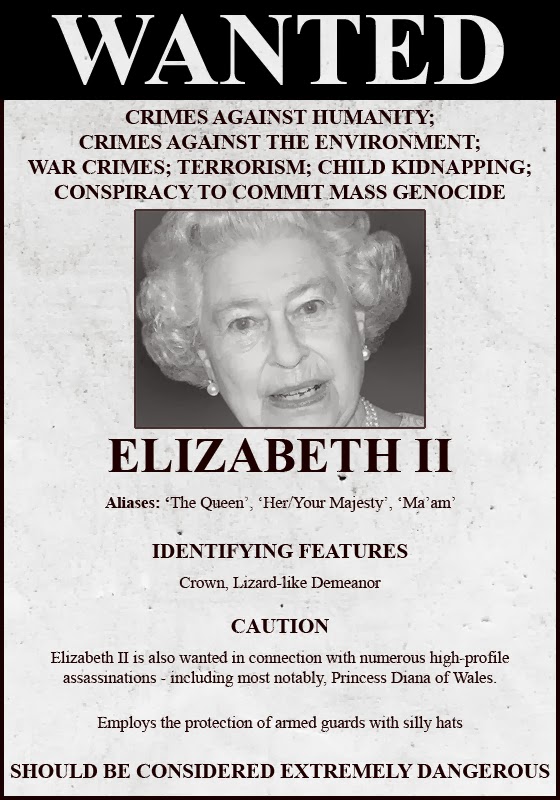 WANTED
CRIMES AGAINST HUMANITY;
CRIMES AGAINST THE ENVIRONMENT;
WAR CRIMES; TERRORISM; CHILD KIDNAPPING;
CONSPIRACY TO COMMIT MASS GENOCIDE
ELIZABETH II
Aliases: ‘The Queen’, ‘Her/Your Majesty’, ‘Ma’am’
IDENTIFYING FEATURES
Crown, Lizard-like Demeanor
CAUTION
Elizabeth II is also wanted in connection with numerous high-profile
assassinations - including most notably, Princess Diana of Wales.
Employs the protection of armed guards with silly hats
SHOULD BE CONSIDERED EXTREMELY DANGEROUS